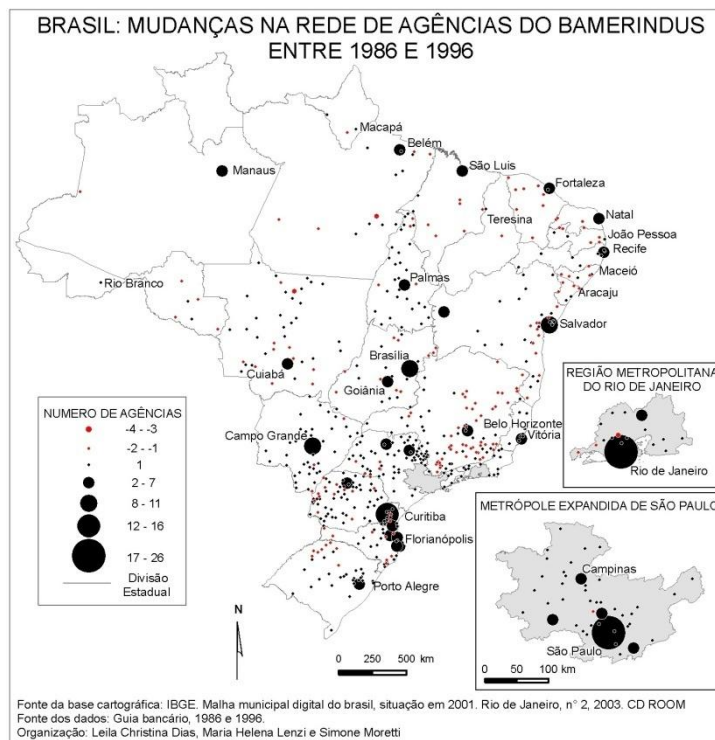 BRASIL: MUDANÇAS NA REDE DE AGÊNCIAS DO BAMERINDUS
ENTRE 1986 E 1996
Macapá
Belém
Manaus
São Luis
Fortaleza
Teresina
Natal
João Pessoa
Recife
Maceió
Palmas
Rio Branco
Aracaju
Salvador
Brasília
Cuiabá
Goiânia
Belo Horizonte
Vitória
Campo Grande
Curitiba
Florianópolis
Porto Alegre
REGIÃO METROPOLITANA
DO RIO DE JANEIRO
Rio de Janeiro
METRÓPOLE EXPANDIDA DE SÃO PAULO
Campinas
São Paulo
0 50 100 km
NUMERO DE AGÊNCIAS
-4 - -3
-2 - -1
1
2 - 7
8 - 11
12 - 16
17 - 26
Divisão
Estadual
N
0 250 500 km
Fonte da base cartográfica: IBGE. Malha municipal digital do brasil, situação em 2001. Rio de Janeiro, n° 2, 2003. CD ROOM
Fonte dos dados: Guia bancário, 1986 e 1996.
Organização: Leila Christina Dias, Maria Helena Lenzi e Simone Moretti